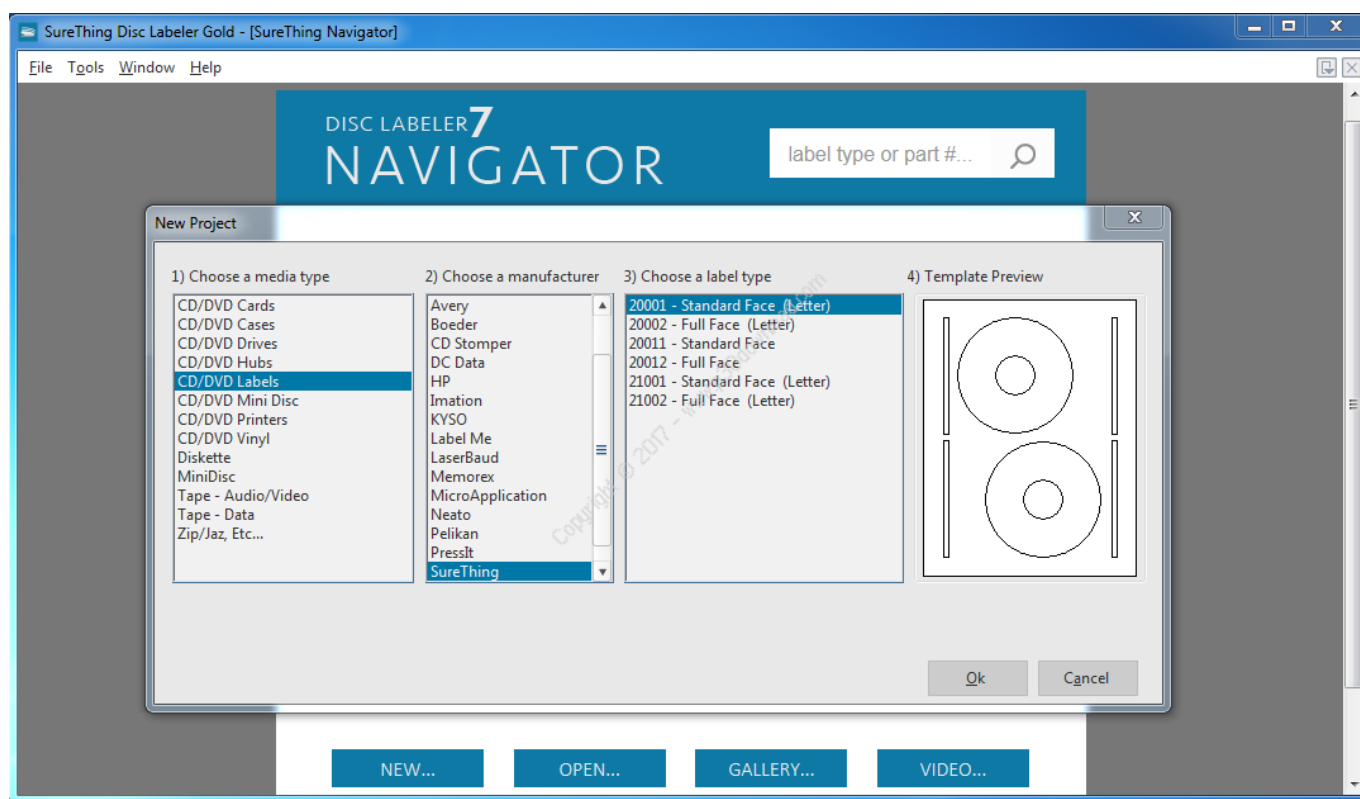 SureThing Disc Labeler Gold - [SureThing Navigator]
File Tools Window Help
DISC LABELER 7
NAVIGATOR
label type or part #...
New Project
1) Choose a media type
CD/DVD Cards
CD/DVD Cases
CD/DVD Drives
CD/DVD Hubs
CD/DVD Labels
CD/DVD Mini Disc
CD/DVD Printers
CD/DVD Vinyl
Diskette
MiniDisc
Tape - Audio/Video
Tape - Data
Zip/Jaz, Etc...
2) Choose a manufacturer
Avery
Boeder
CD Stomper
DC Data
HP
Imation
KYSO
Label Me
LaserBaud
Memorex
MicroApplication
Neato
Pelikan
PressIt
SureThing
3) Choose a label type
20001 - Standard Face (Letter)
20002 - Full Face (Letter)
20011 - Standard Face
20012 - Full Face
21001 - Standard Face (Letter)
21002 - Full Face (Letter)
4) Template Preview
Copyright © 2017 -
Ok Cancel
NEW... OPEN... GALLERY... VIDEO...